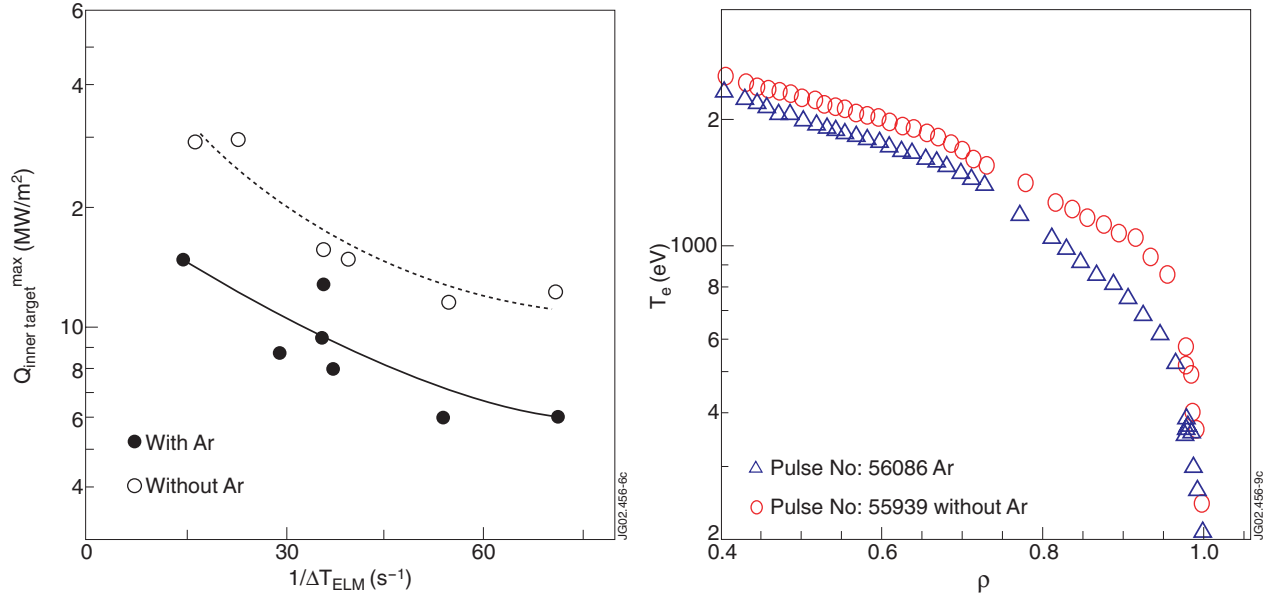 6
4
2
10
8
6
4
Q_inner target^max (MW/m²)
With Ar
Without Ar
0
30
60
1/ΔT_ELM (s⁻¹)
JG02.456-6c
2
1000
8
6
4
2
T_e (eV)
Pulse No: 56086 Ar
Pulse No: 55939 without Ar
0.4
0.6
0.8
1.0
ρ
JG02.456-9c